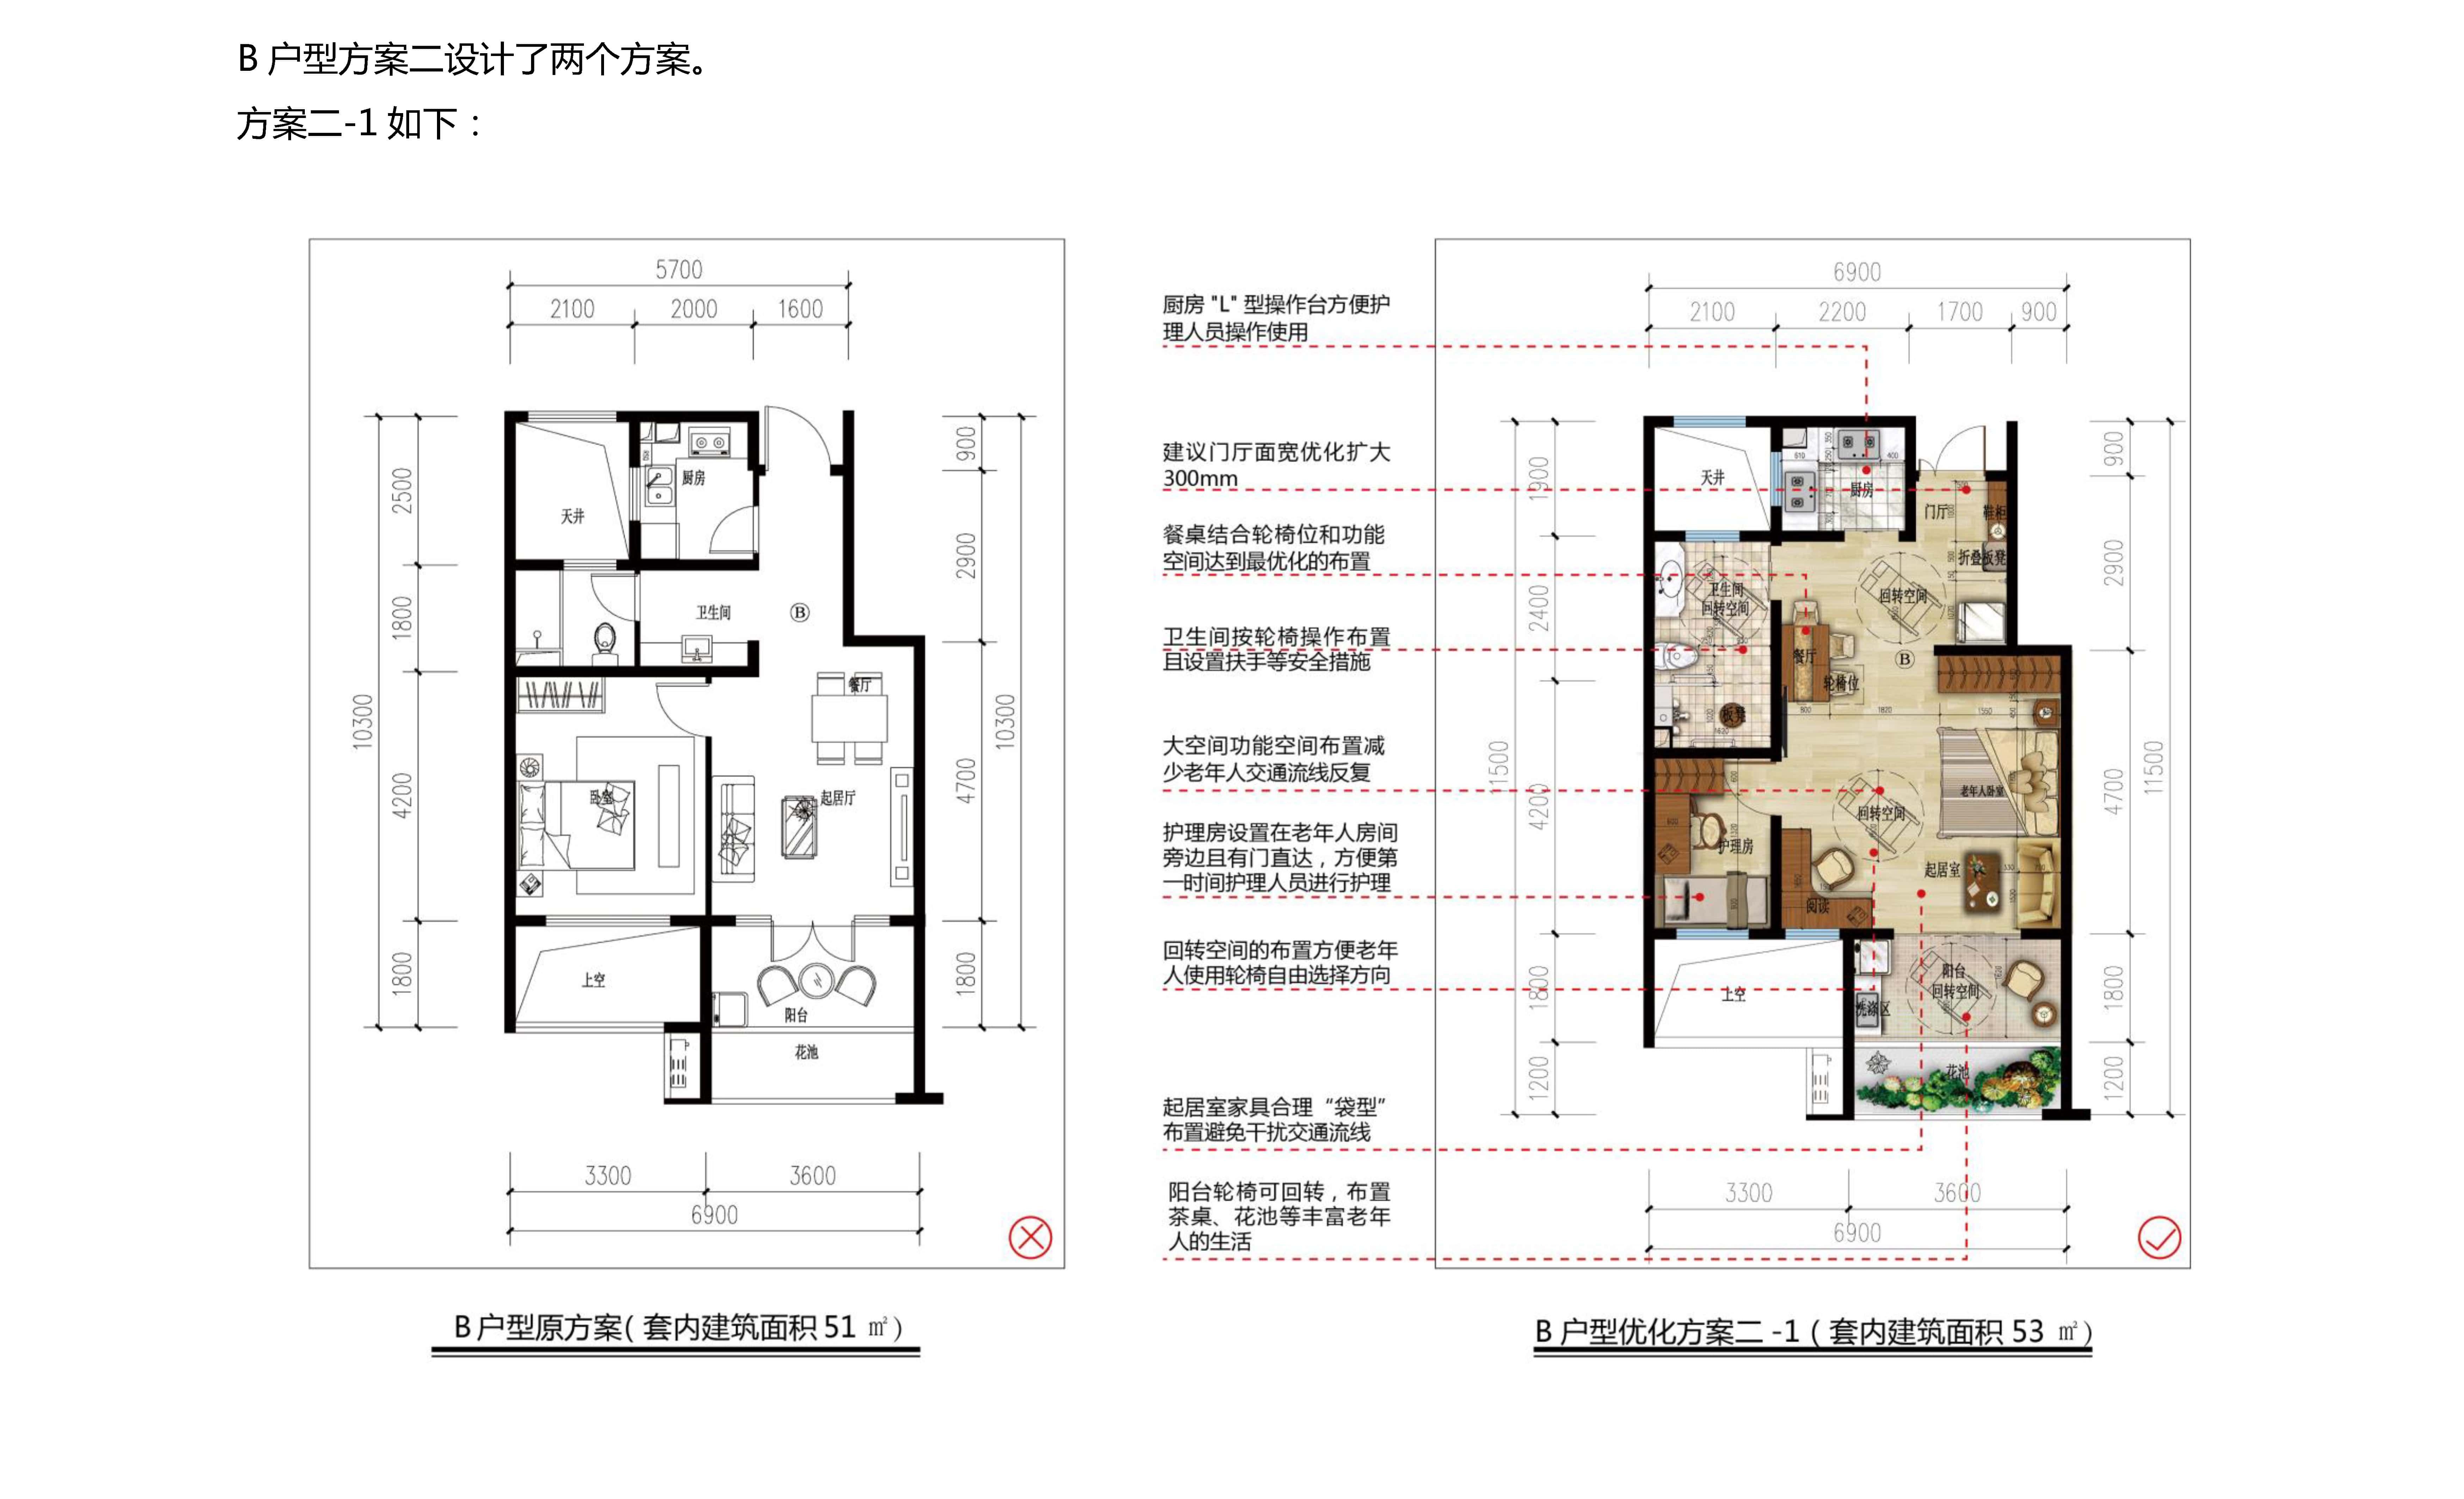 B 户型方案二设计了两个方案。
方案二-1 如下：
5700
2100
2000
1600
2500
1800
4200
1800
10300
900
2900
4700
1800
10300
天井
厨房
卫生间
B
餐厅
卧室
起居厅
上空
阳台
花池
3300
3600
6900
B 户型原方案( 套内建筑面积 51 ㎡ )
厨房 "L" 型操作台方便护
理人员操作使用
建议门厅面宽优化扩大
300mm
餐桌结合轮椅位和功能
空间达到最优化的布置
卫生间按轮椅操作布置
且设置扶手等安全措施
大空间功能空间布置减
少老年人交通流线反复
护理房设置在老年人房间
旁边且有门直达，方便第
一时间护理人员进行护理
回转空间的布置方便老年
人使用轮椅自由选择方向
起居室家具合理“袋型”
布置避免干扰交通流线
阳台轮椅可回转，布置
茶桌、花池等丰富老年
人的生活
6900
2100
2200
1700
900
1900
2400
4200
1800
1200
11500
900
2900
4700
1800
1200
11500
天井
厨房
门厅
鞋柜
折叠板凳
卫生间
回转空间
回转空间
餐厅
轮椅位
B
板凳
800
1820
1550
老年人卧室
回转空间
护理房
起居室
阅读
上空
阳台
回转空间
洗涤区
花池
3300
3600
6900
B 户型优化方案二 -1 ( 套内建筑面积 53 ㎡ )